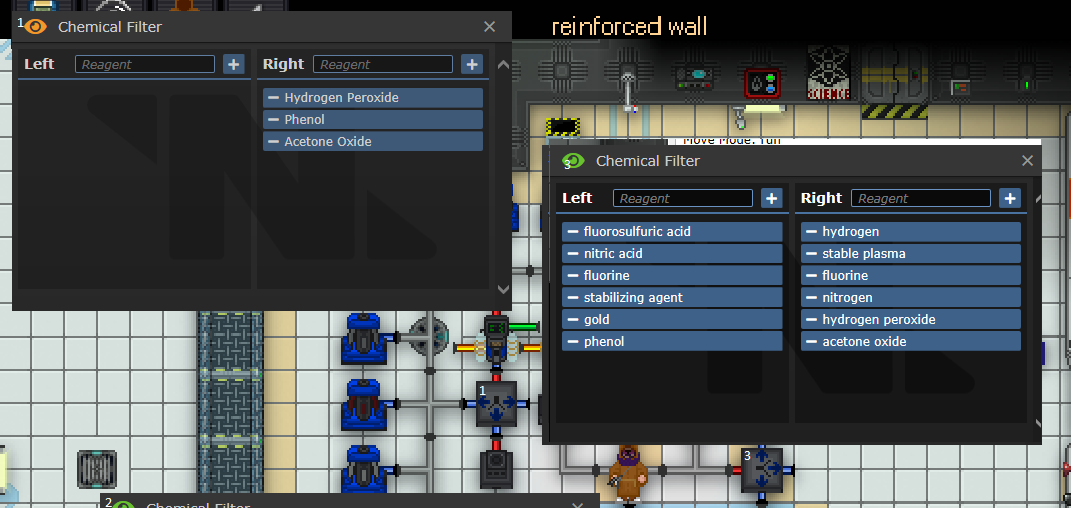 1
Chemical Filter
reinforced wall
Left
Reagent
+
Right
Reagent
+
Hydrogen Peroxide
Phenol
Acetone Oxide
SCIENCE
Move Mode: run
3
Chemical Filter
Left
Reagent
+
Right
Reagent
+
fluorosulfuric acid
nitric acid
fluorine
stabilizing agent
gold
phenol
hydrogen
stable plasma
fluorine
nitrogen
hydrogen peroxide
acetone oxide
1
3
2
Chemical Filter